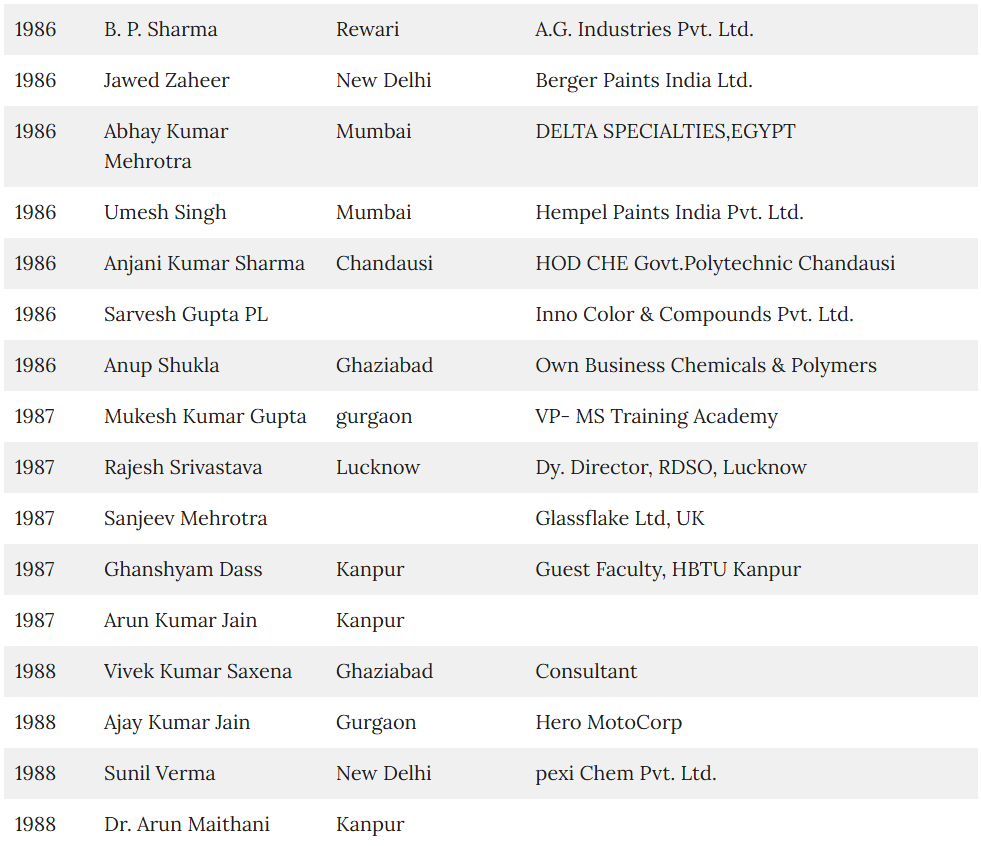 1986 B. P. Sharma Rewari A.G. Industries Pvt. Ltd.
1986 Jawed Zaheer New Delhi Berger Paints India Ltd.
1986 Abhay Kumar Mumbai DELTA SPECIALTIES,EGYPT
Mehrotra
1986 Umesh Singh Mumbai Hempel Paints India Pvt. Ltd.
1986 Anjani Kumar Sharma Chandausi HOD CHE Govt.Polytechnic Chandausi
1986 Sarvesh Gupta PL Inno Color & Compounds Pvt. Ltd.
1986 Anup Shukla Ghaziabad Own Business Chemicals & Polymers
1987 Mukesh Kumar Gupta gurgaon VP- MS Training Academy
1987 Rajesh Srivastava Lucknow Dy. Director, RDSO, Lucknow
1987 Sanjeev Mehrotra Glassflake Ltd, UK
1987 Ghanshyam Dass Kanpur Guest Faculty, HBTU Kanpur
1987 Arun Kumar Jain Kanpur
1988 Vivek Kumar Saxena Ghaziabad Consultant
1988 Ajay Kumar Jain Gurgaon Hero MotoCorp
1988 Sunil Verma New Delhi pexi Chem Pvt. Ltd.
1988 Dr. Arun Maithani Kanpur